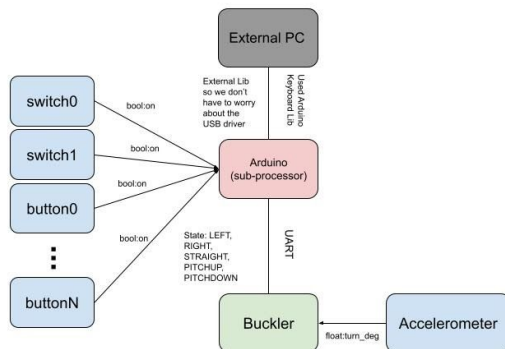 External PC
External Lib
so we don't
have to worry
about the
USB driver
Used Arduino
Keyboard Lib
switch0
bool:on
switch1
bool:on
button0
bool:on
buttonN
bool:on
Arduino
(sub-processor)
State: LEFT,
RIGHT,
STRAIGHT,
PITCHUP,
PITCHDOWN
UART
Buckler
float:turn_deg
Accelerometer